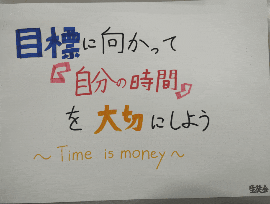 目標に向かって
『自分の時間』
を大切にしよう
～Time is money～
生徒会